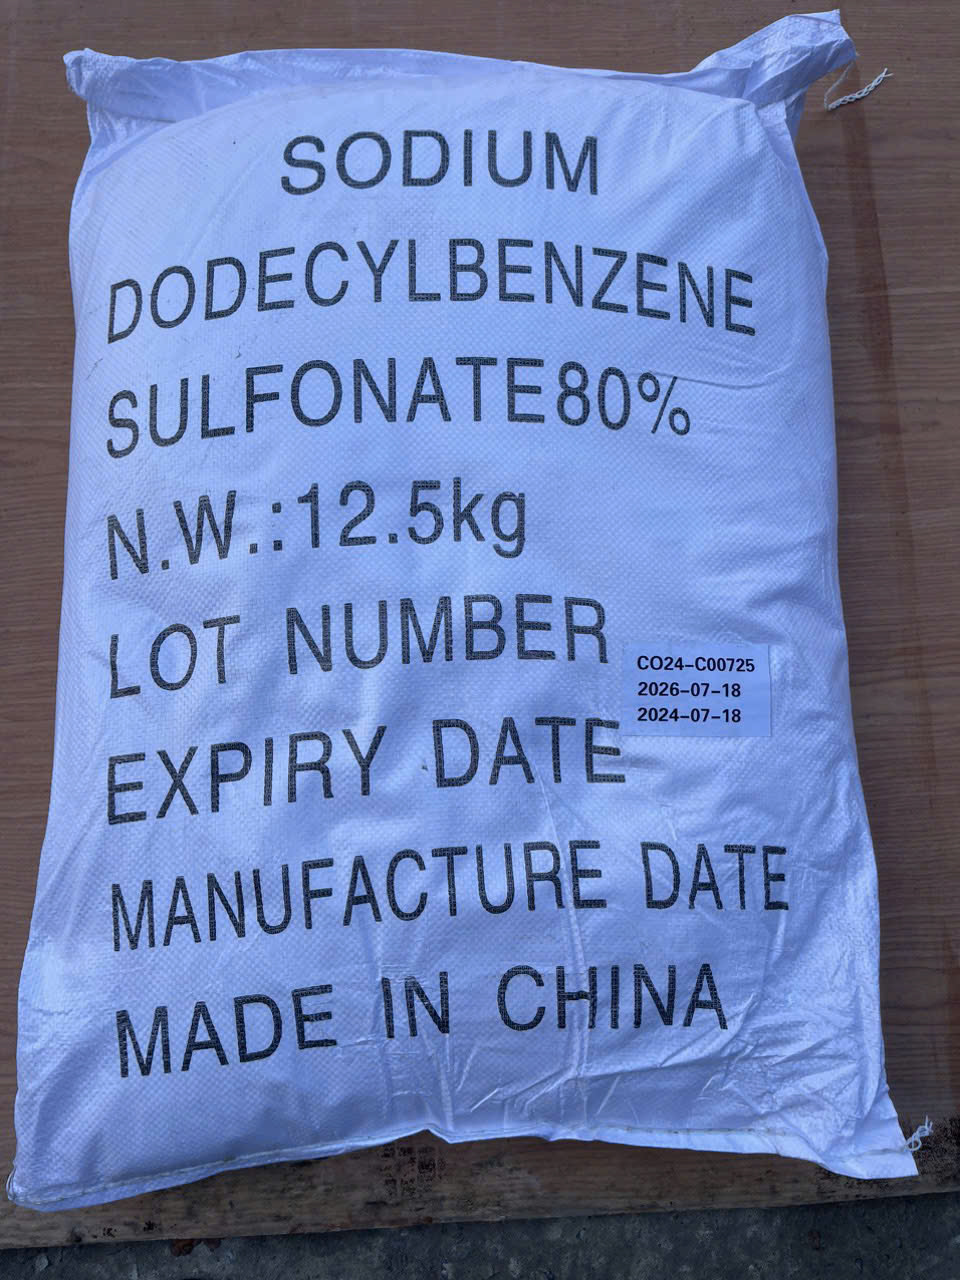 SODIUM
DODECYLBENZENE
SULFONATE80%
N.W.:12.5kg
LOT NUMBER
CO24-C00725
2026-07-18
2024-07-18
EXPIRY DATE
MANUFACTURE DATE
MADE IN CHINA